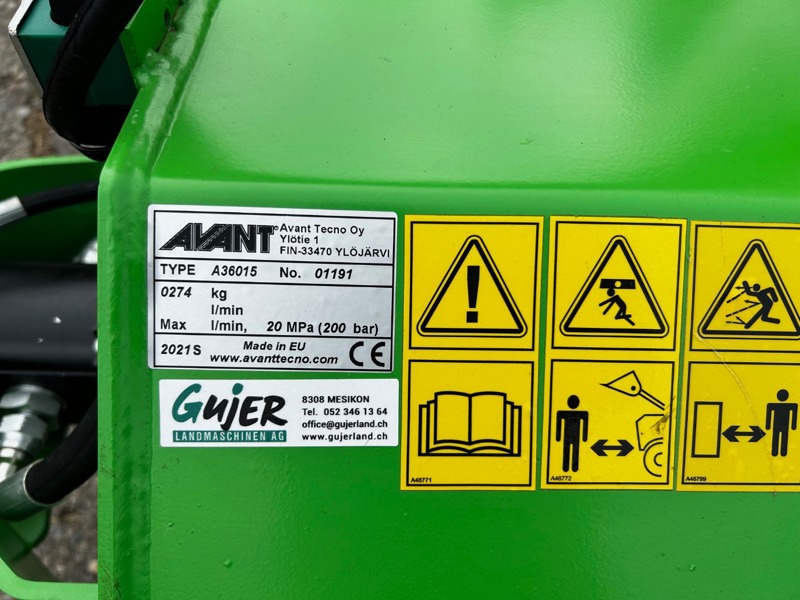 AVANT® Avant Tecno Oy
Ylötie 1
FIN-33470 YLÖJÄRVI
TYPE A36015 No. 01191
0274 kg
l/min
Max l/min, 20 MPa (200 bar)
2021S Made in EU
www.avanttecno.com CE
GUJER
LANDMASCHINEN AG
8308 MESIKON
Tel. 052 346 13 64
office@gujerland.ch
www.gujerland.ch
A46771
A46772
A46799